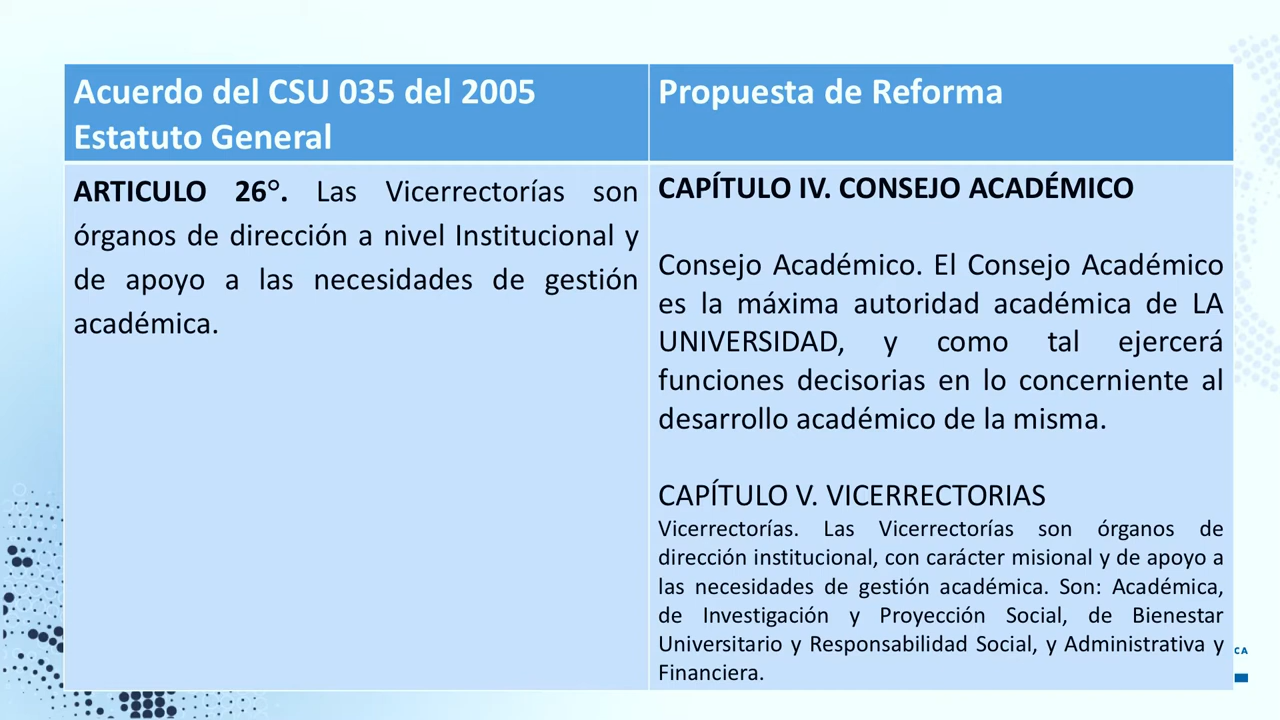 Acuerdo del CSU 035 del 2005
Estatuto General
Propuesta de Reforma
ARTICULO 26°. Las Vicerrectorías son
órganos de dirección a nivel Institucional y
de apoyo a las necesidades de gestión
académica.
CAPÍTULO IV. CONSEJO ACADÉMICO
Consejo Académico. El Consejo Académico
es la máxima autoridad académica de LA
UNIVERSIDAD, y como tal ejercerá
funciones decisorias en lo concerniente al
desarrollo académico de la misma.
CAPÍTULO V. VICERRECTORIAS
Vicerrectorías. Las Vicerrectorías son órganos de
dirección institucional, con carácter misional y de apoyo a
las necesidades de gestión académica. Son: Académica,
de Investigación y Proyección Social, de Bienestar
Universitario y Responsabilidad Social, y Administrativa y
Financiera.
CA